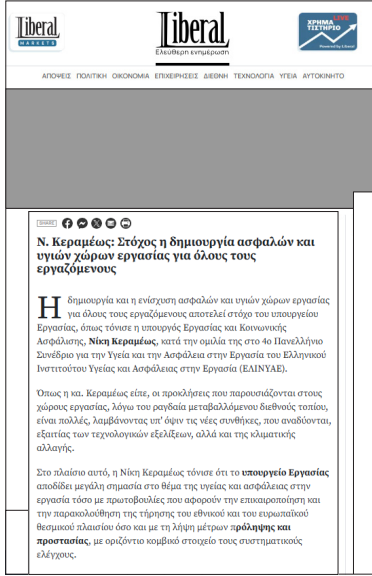 Liberal
MARKETS
Liberal
Ελεύθερη ενημέρωση
LIVE
ΧΡΗΜΑ
ΤΙΣΤΗΡΙΟ
Powered by Liberal
ΑΠΟΨΕΙΣ ΠΟΛΙΤΙΚΗ ΟΙΚΟΝΟΜΙΑ ΕΠΙΧΕΙΡΗΣΕΙΣ ΔΙΕΘΝΗ ΤΕΧΝΟΛΟΓΙΑ ΥΓΕΙΑ ΑΥΤΟΚΙΝΗΤΟ
SHARE
Ν. Κεραμέως: Στόχος η δημιουργία ασφαλών και
υγιών χώρων εργασίας για όλους τους
εργαζόμενους
Η δημιουργία και η ενίσχυση ασφαλών και υγιών χώρων εργασίας
για όλους τους εργαζόμενους αποτελεί στόχο του υπουργείου
Εργασίας, όπως τόνισε η υπουργός Εργασίας και Κοινωνικής
Ασφάλισης, Νίκη Κεραμέως, κατά την ομιλία της στο 4ο Πανελλήνιο
Συνέδριο για την Υγεία και την Ασφάλεια στην Εργασία του Ελληνικού
Ινστιτούτου Υγείας και Ασφάλειας στην Εργασία (ΕΛΙΝΥΑΕ).
Όπως η κα. Κεραμέως είπε, οι προκλήσεις που παρουσιάζονται στους
χώρους εργασίας, λόγω του ραγδαία μεταβαλλόμενου διεθνούς τοπίου,
είναι πολλές, λαμβάνοντας υπ' όψιν τις νέες συνθήκες, που αναδύονται,
εξαιτίας των τεχνολογικών εξελίξεων, αλλά και της κλιματικής
αλλαγής.
Στο πλαίσιο αυτό, η Νίκη Κεραμέως τόνισε ότι το υπουργείο Εργασίας
αποδίδει μεγάλη σημασία στο θέμα της υγείας και ασφάλειας στην
εργασία τόσο με πρωτοβουλίες που αφορούν την επικαιροποίηση και
την παρακολούθηση της τήρησης του εθνικού και του ευρωπαϊκού
θεσμικού πλαισίου όσο και με τη λήψη μέτρων πρόληψης και
προστασίας, με οριζόντιο κομβικό στοιχείο τους συστηματικούς
ελέγχους.